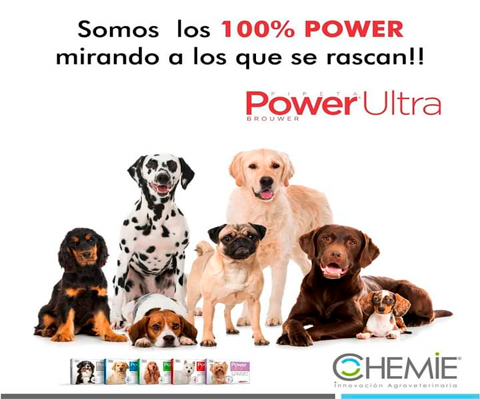 Somos los 100% POWER
mirando a los que se rascan!!
PIPETA
Power Ultra
BROUWER
CHEMIE®
Innovación Agroveterinaria